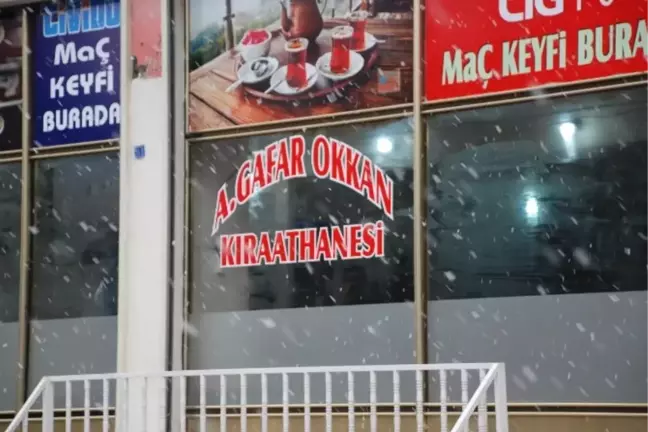 MaÇ
KEYFİ
BURADA
MaÇ KEYFİ BURA
A.GAFAR OKKAN
KIRAATHANESİ